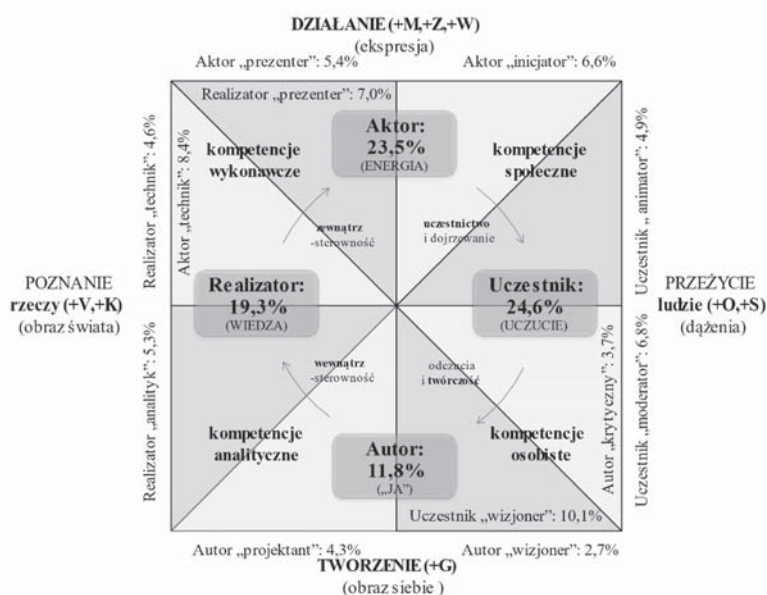 DZIAŁANIE (+M,+Z,+W)
(ekspresja)
Aktor „prezenter”: 5,4%
Aktor „inicjator”: 6,6%
Realizator „prezenter”: 7,0%
Aktor:
23,5%
(ENERGIA)
kompetencje
wykonawcze
kompetencje
społeczne
Realizator „technik”: 4,6%
Aktor „technik”: 8,4%
Uczestnik „animator”: 4,9%
zewnątrz
-sterowność
uczestnictwo
i dojrzewanie
POZNANIE
rzeczy (+V,+K)
(obraz świata)
Realizator:
19,3%
(WIEDZA)
Uczestnik:
24,6%
(UCZUCIE)
PRZEŻYCIE
ludzie (+O,+S)
(dążenia)
Realizator „analityk”: 5,3%
wewnątrz
-sterowność
odczucia
i twórczość
Autor „krytyczny”: 3,7%
Uczestnik „moderator”: 6,8%
kompetencje
analityczne
Autor:
11,8%
(„JA”)
kompetencje
osobiste
Uczestnik „wizjoner”: 10,1%
Autor „projektant”: 4,3%
Autor „wizjoner”: 2,7%
TWORZENIE (+G)
(obraz siebie )